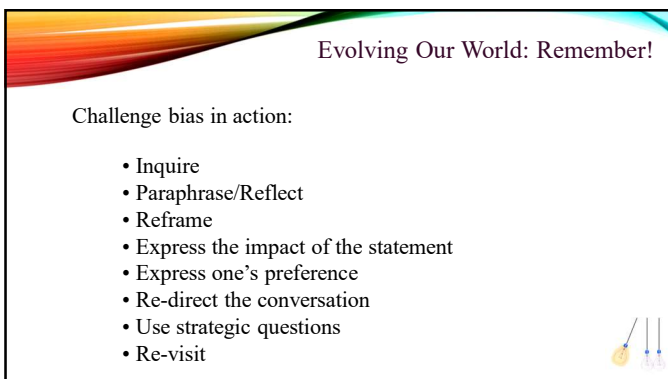 Evolving Our World: Remember!
Challenge bias in action:
• Inquire
• Paraphrase/Reflect
• Reframe
• Express the impact of the statement
• Express one’s preference
• Re-direct the conversation
• Use strategic questions
• Re-visit